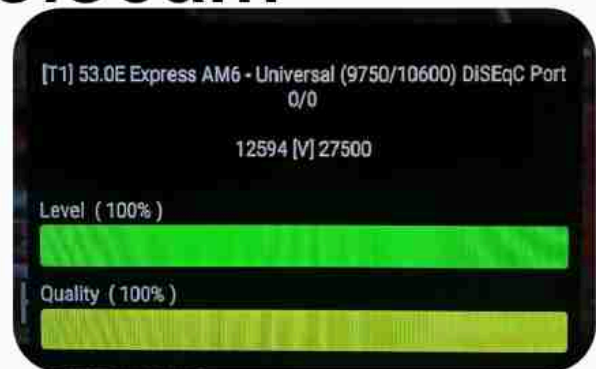 [T1] 53.0E Express AM6 - Universal (9750/10600) DiSEqC Port
0/0
12594 [V] 27500
Level ( 100% )
Quality ( 100% )